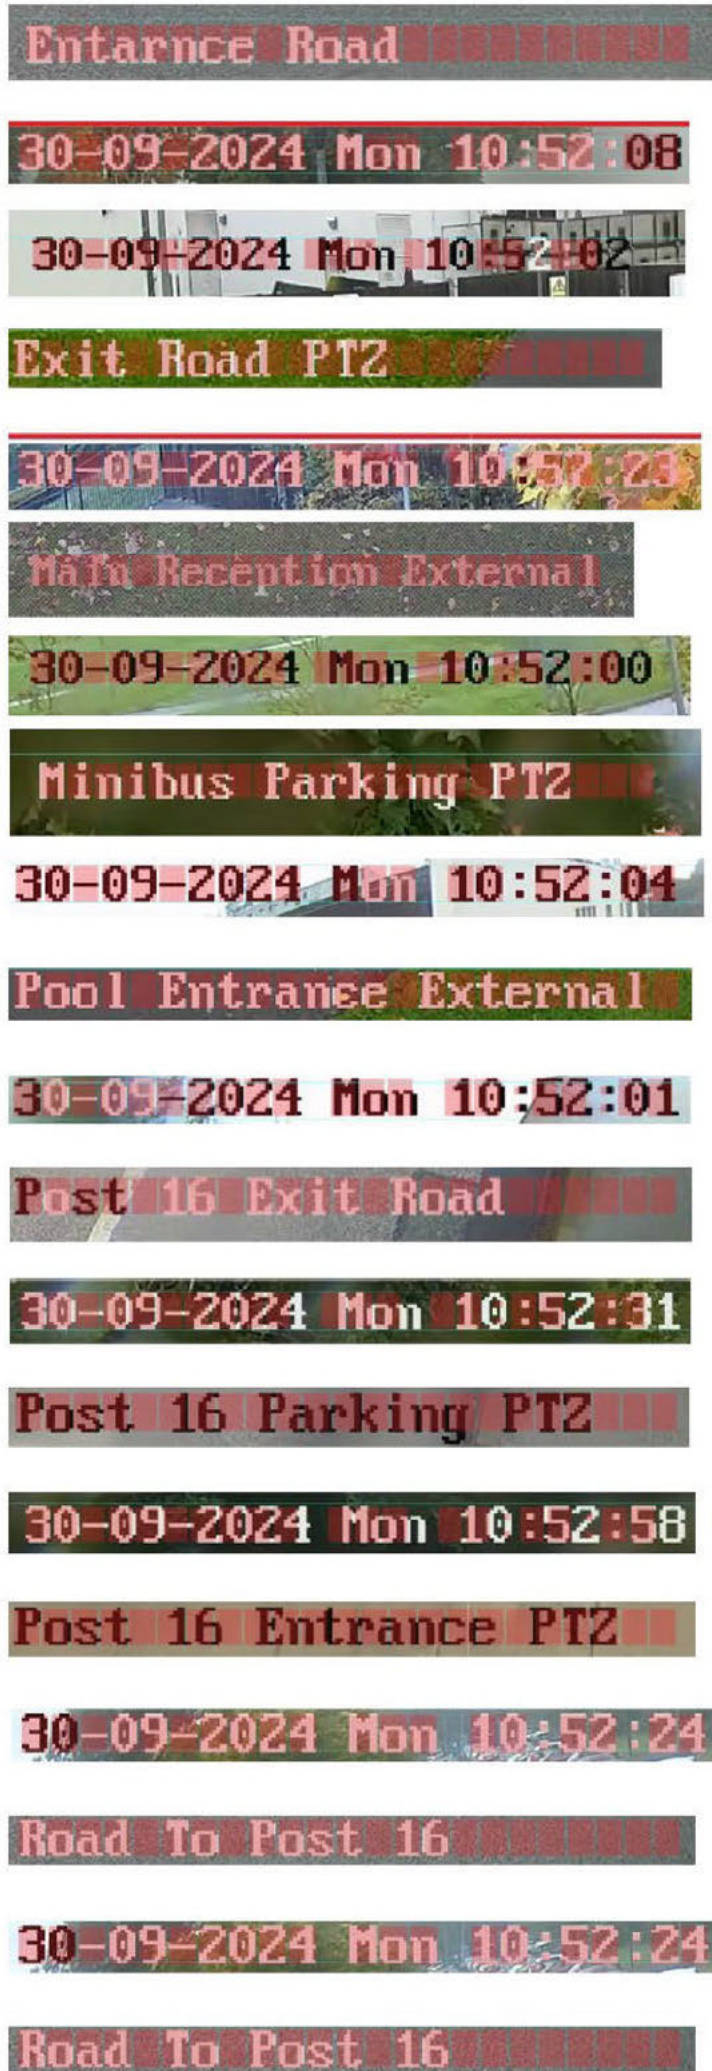 Entarnce Road
30-09-2024 Mon 10:52:08
30-09-2024 Mon 10:52:02
Exit Road PTZ
30-09-2024 Mon 10:52:23
Main Reception External
30-09-2024 Mon 10:52:00
Minibus Parking PTZ
30-09-2024 Mon 10:52:04
Pool Entrance External
30-09-2024 Mon 10:52:01
Post 16 Exit Road
30-09-2024 Mon 10:52:31
Post 16 Parking PTZ
30-09-2024 Mon 10:52:58
Post 16 Entrance PTZ
30-09-2024 Mon 10:52:24
Road To Post 16
30-09-2024 Mon 10:52:24
Road To Post 16